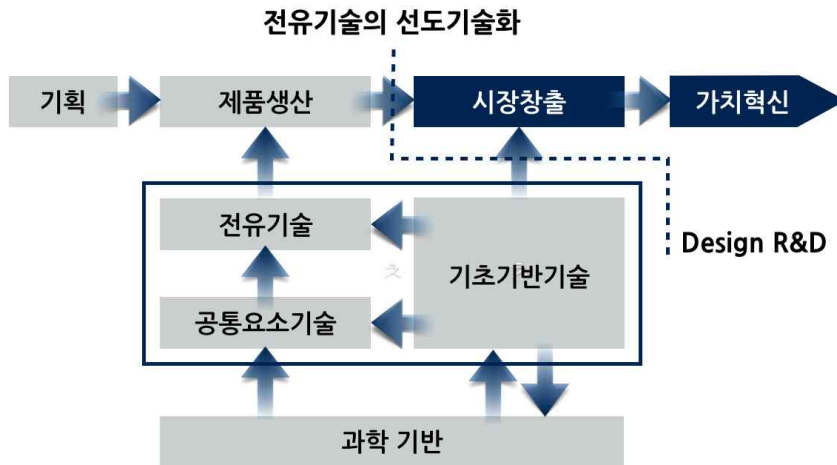 전유기술의 선도기술화
기획
제품생산
시장창출
가치혁신
전유기술
기초기반기술
Design R&D
공통요소기술
과학 기반